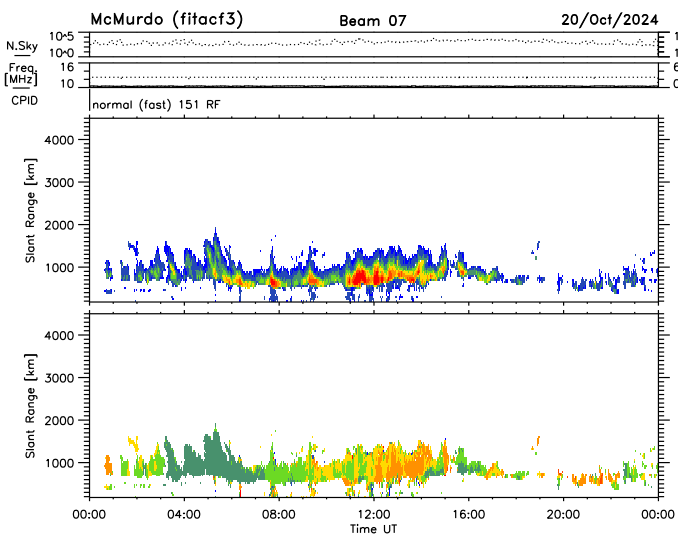 McMurdo (fitacf3) Beam 07 20/Oct/2024
N.Sky 10^5 10^0 1 1
Freq. [MHz] 16 10 6 0
CPID normal (fast) 151 RF
Slant Range [km] 4000 3000 2000 1000
Slant Range [km] 4000 3000 2000 1000
00:00 04:00 08:00 12:00 16:00 20:00 00:00
Time UT